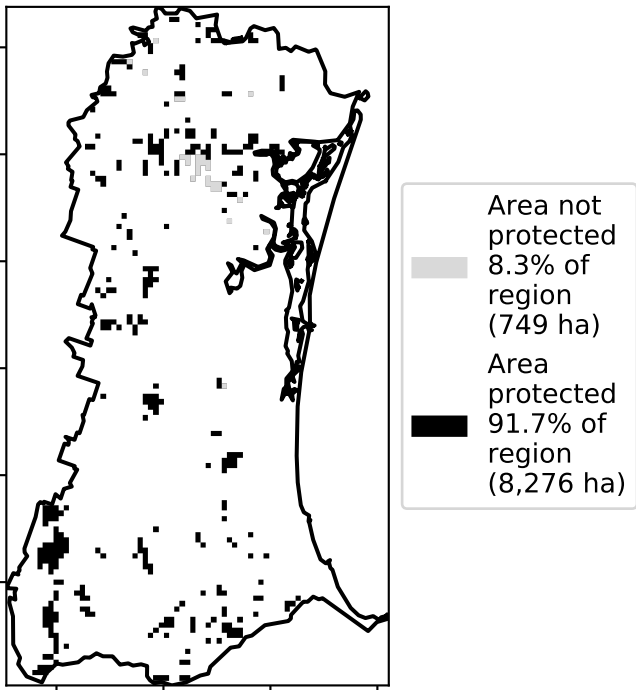 Area not
protected
8.3% of
region
(749 ha)
Area
protected
91.7% of
region
(8,276 ha)